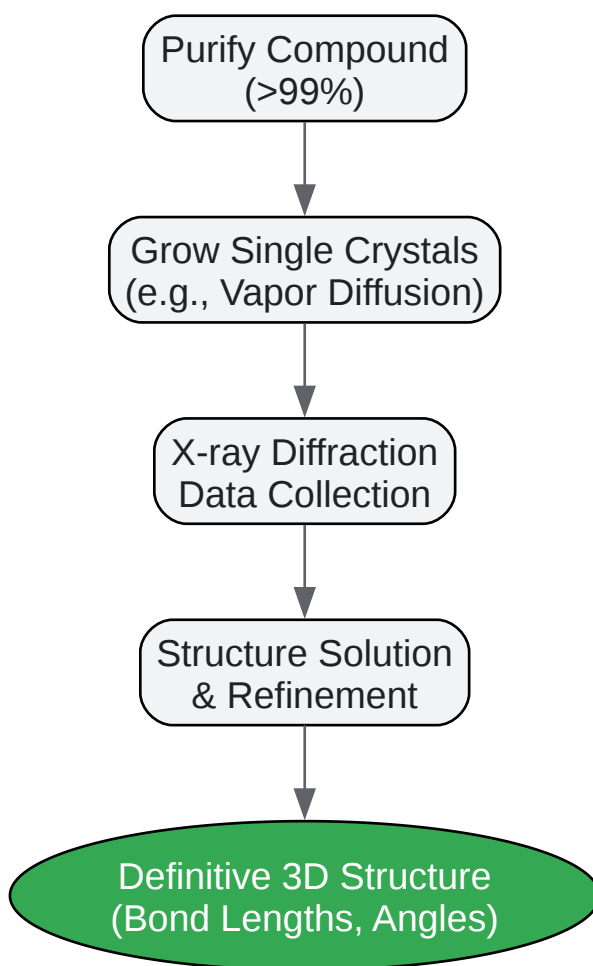 Purify Compound
(>99%)
Grow Single Crystals
(e.g., Vapor Diffusion)
X-ray Diffraction
Data Collection
Structure Solution
& Refinement
Definitive 3D Structure
(Bond Lengths, Angles)